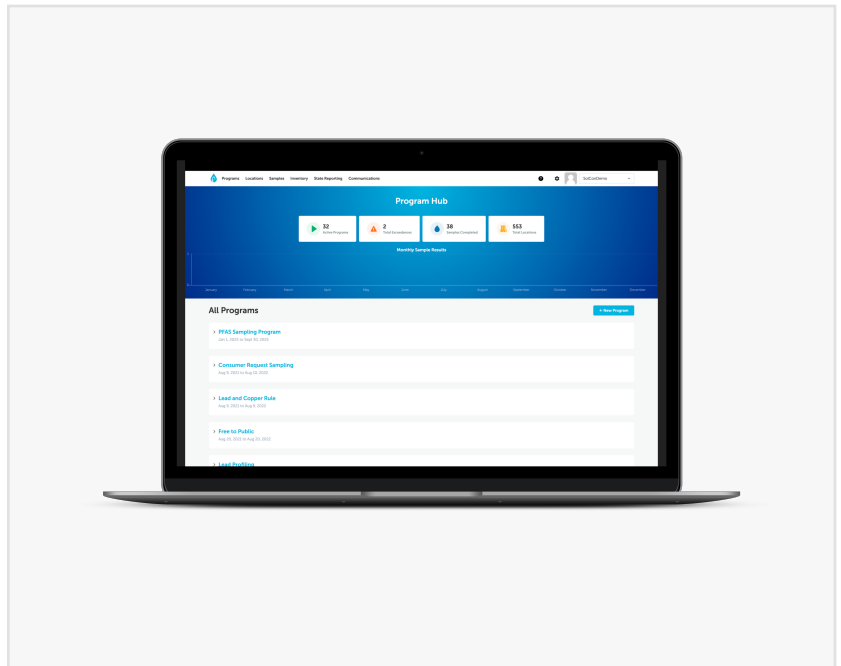 Programs Locations Samples Inventory State Reporting Communications
Program Hub
32
Active Programs
2
Total Exceedances
38
Samples Completed
553
Total Locations
Monthly Sample Results
January February March April May June July August September October November December
All Programs
+ New Program
PFAS Sampling Program
Consumer Request Sampling
Lead and Copper Rule
Free to Public
Lead Profiling